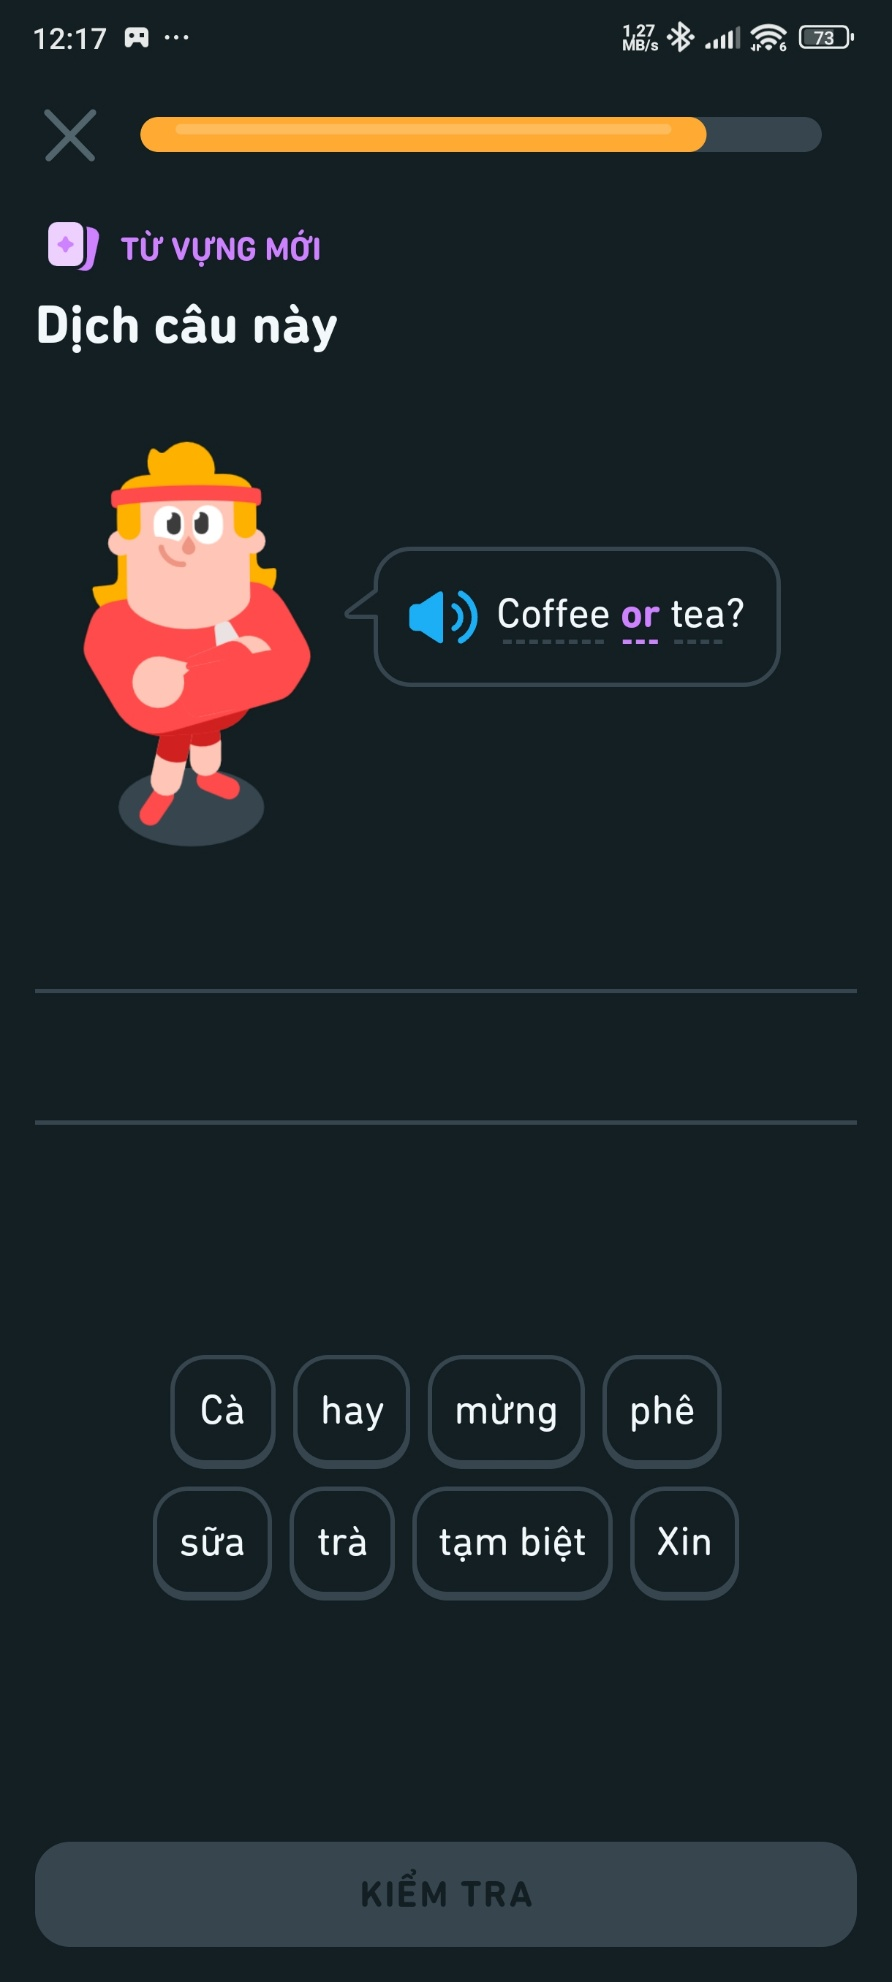 12:17 ...
1,27 MB/s 6 73
TỪ VỰNG MỚI
Dịch câu này
Coffee or tea?
Cà hay mừng phê
sữa trà tạm biệt Xin
KIỂM TRA